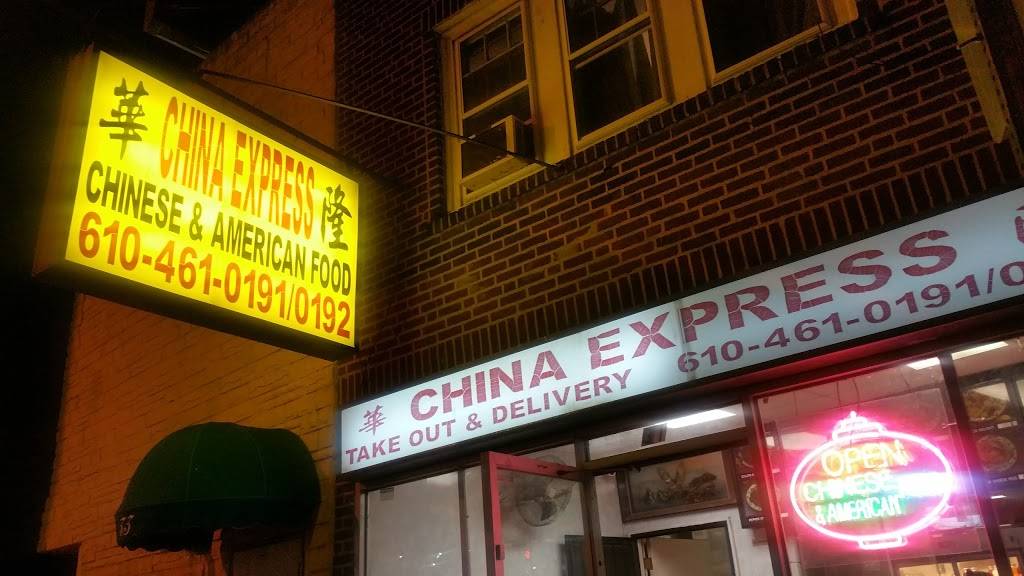 華 CHINA EXPRESS 隆
CHINESE & AMERICAN FOOD
610-461-0191/0192
華 CHINA EXPRESS
TAKE OUT & DELIVERY 610-461-0191/0
OPEN
CHINESE
& AMERICAN